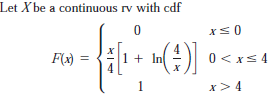 Let X be a continuous rv with cdf
F(x) = { 0 x ≤ 0
x/4 [1 + ln(4/x)] 0 < x ≤ 4
1 x > 4